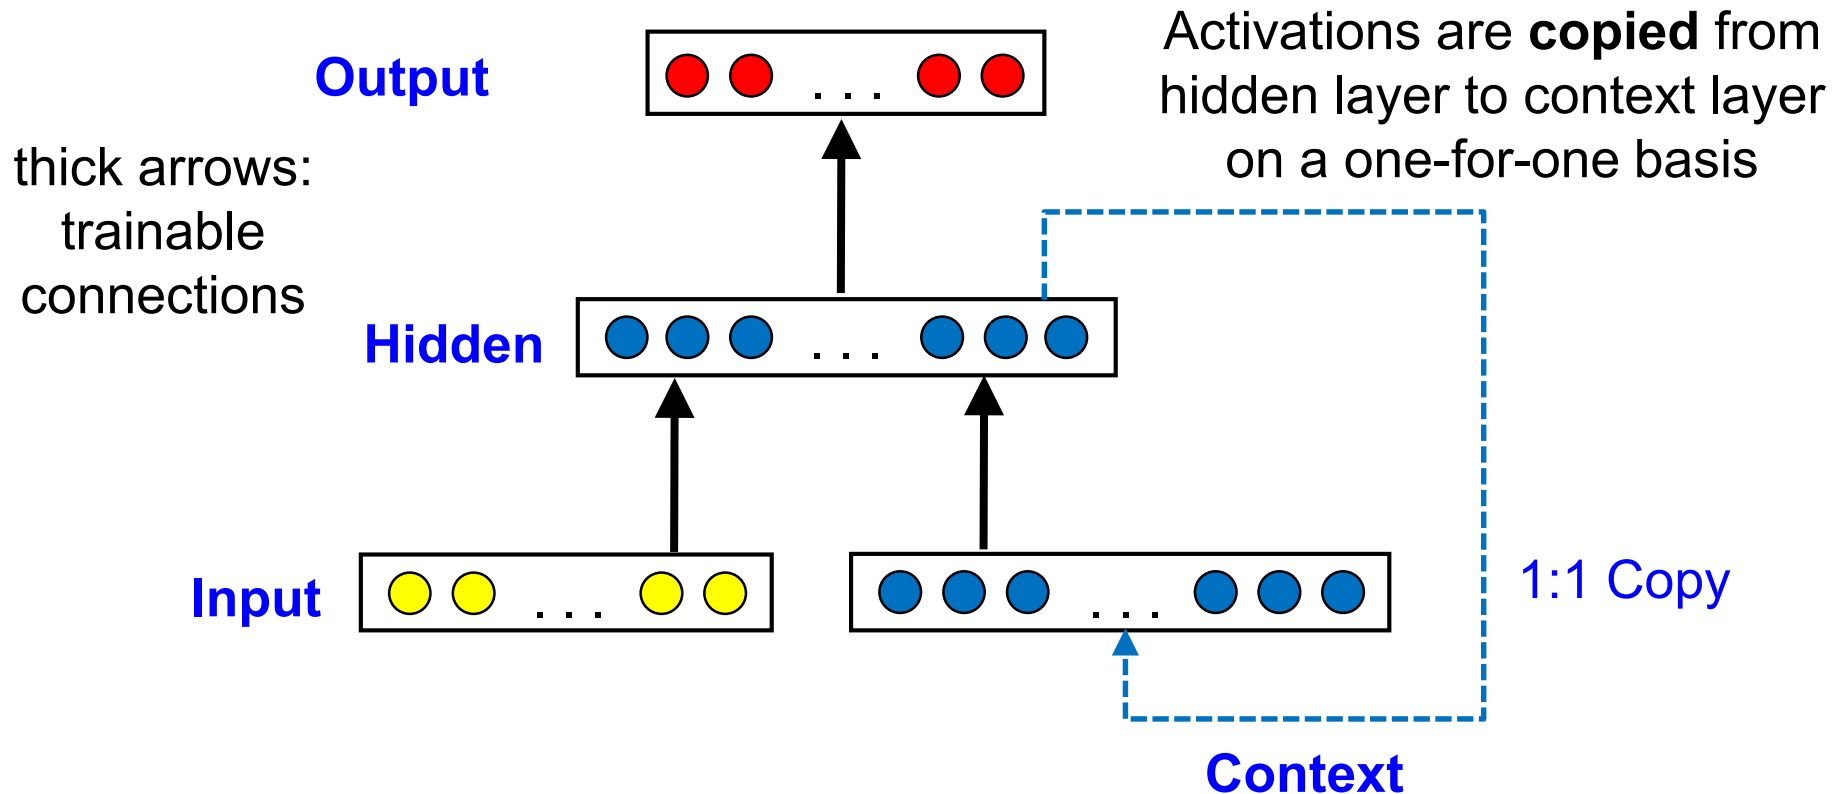 Activations are copied from
hidden layer to context layer
on a one-for-one basis
Output
. . .
thick arrows:
trainable
connections
Hidden
. . .
Input
. . .
. . .
1:1 Copy
Context